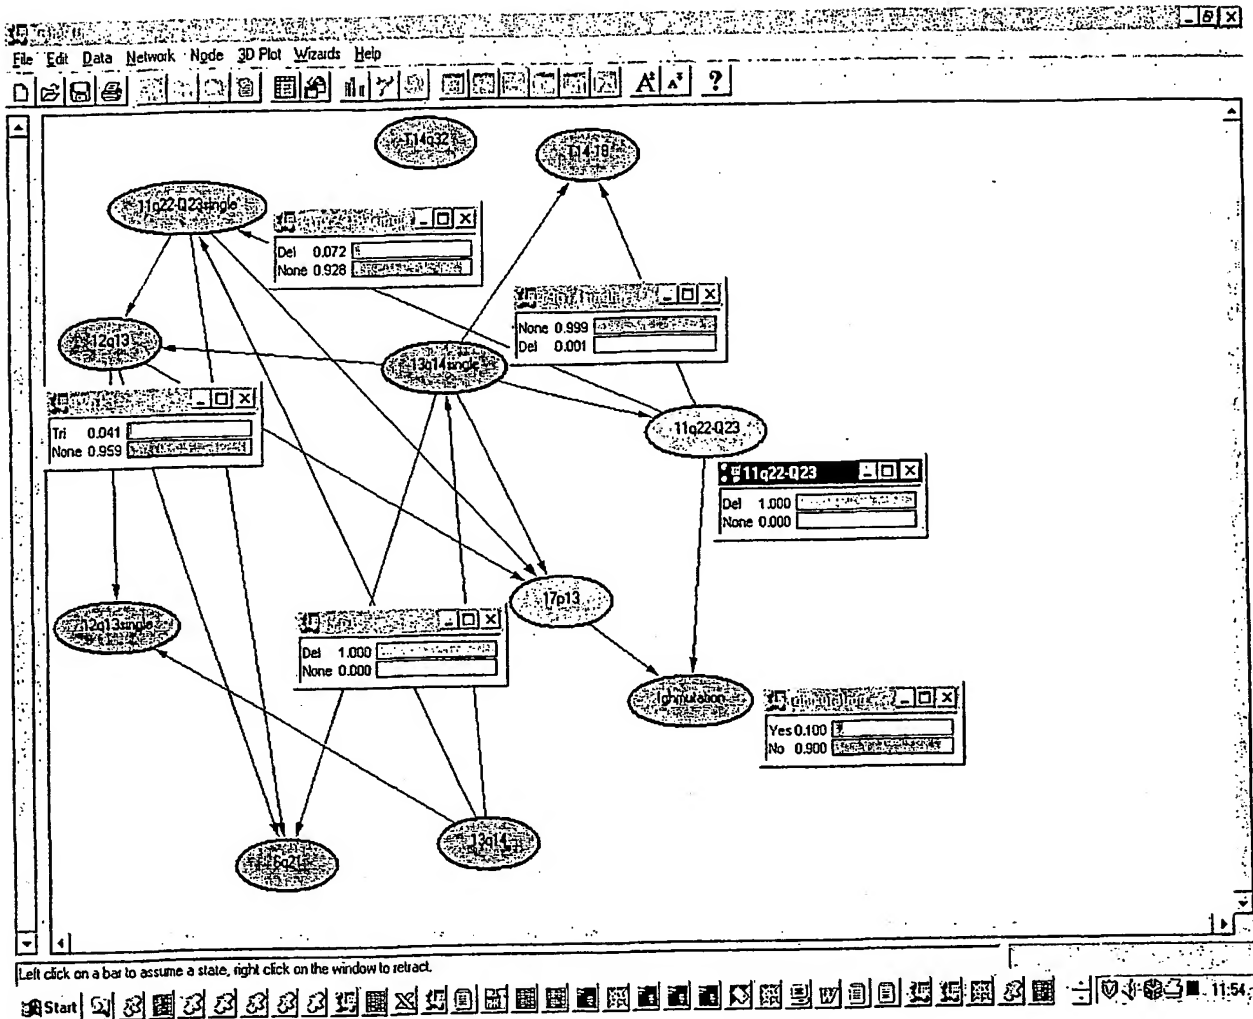 File Edit Data Network Node 3D Plot Wizards Help
T14q32
T14-18
11q22-Q23single
Del 0.072
None 0.928
None 0.999
Del 0.001
12q13
13q14single
11q22-Q23
Tri 0.041
None 0.959
11q22-Q23
Del 1.000
None 0.000
17p13
12q13single
Del 1.000
None 0.000
Ighmutation
Yes 0.100
No 0.900
13q14
6q21
Left click on a bar to assume a state, right click on the window to retract.
Start
11:54